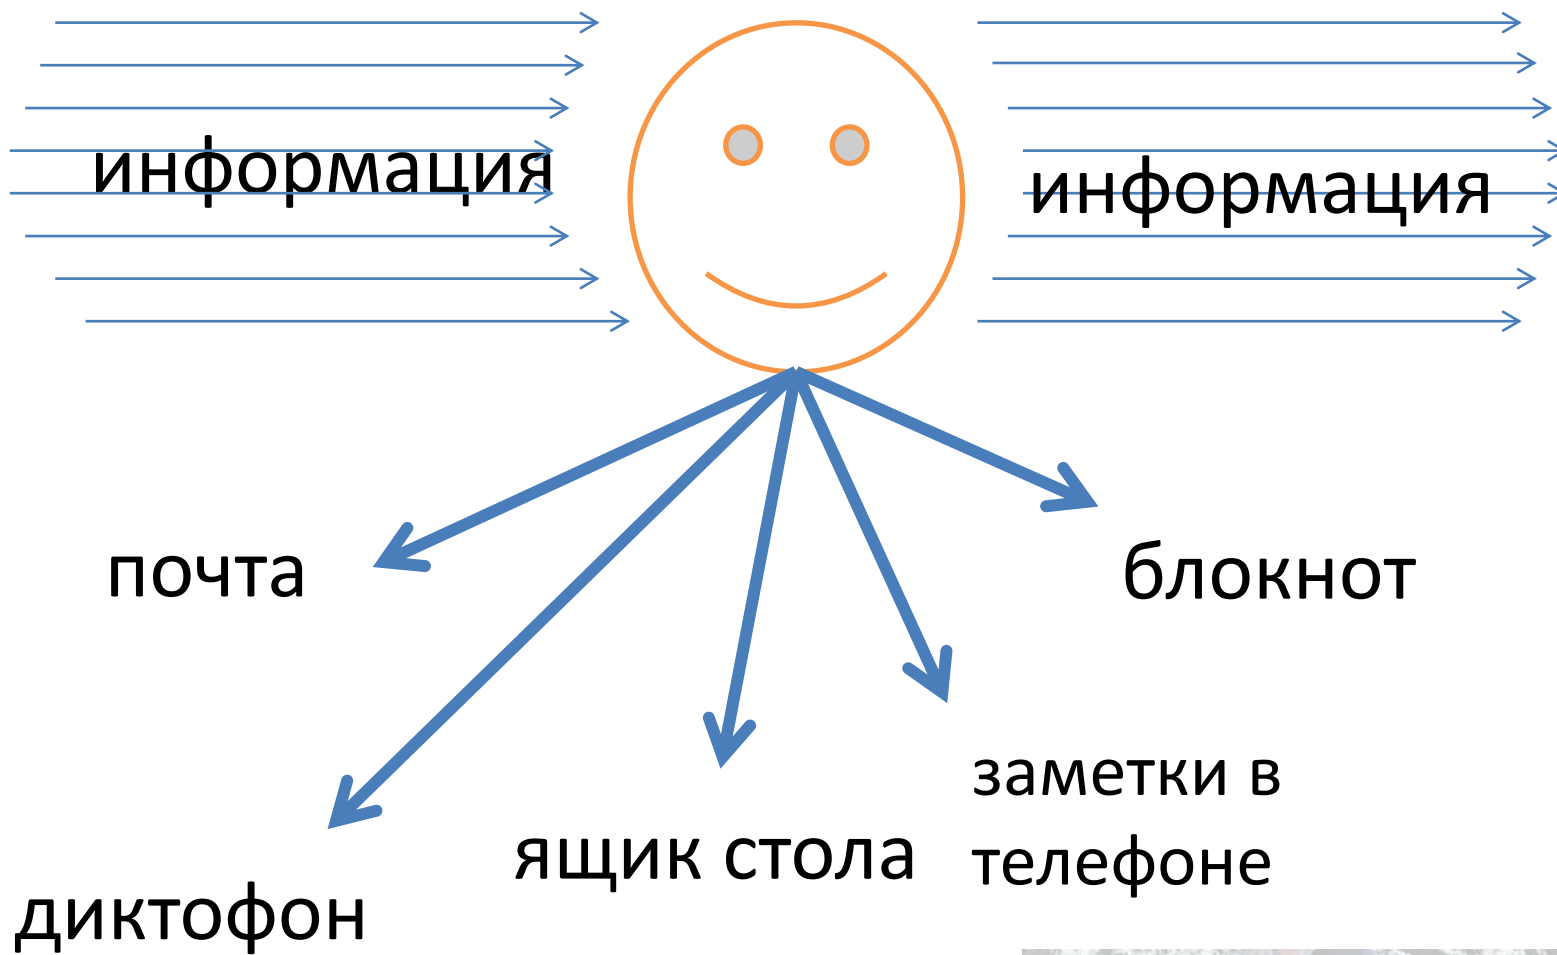 информация
информация
почта
блокнот
заметки в
телефоне
ящик стола
диктофон